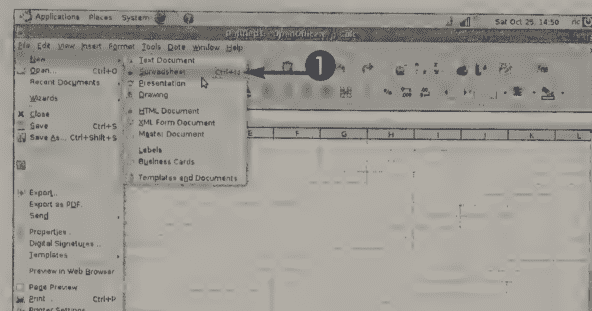 Applications Places System Sat Oct 25, 14:50
File Edit View Insert Format Tools Data Window Help
New
Open... Ctrl+O
Recent Documents
Wizards
Close
Save Ctrl+S
Save As... Ctrl+Shift+S
Export...
Export as PDF...
Send
Properties...
Digital Signatures...
Templates
Preview in Web Browser
Page Preview
Print... Ctrl+P
Printer Settings
Text Document
Spreadsheet Ctrl+N
Presentation
Drawing
HTML Document
XML Form Document
Master Document
Labels
Business Cards
Templates and Documents
1
E F G H I J K L